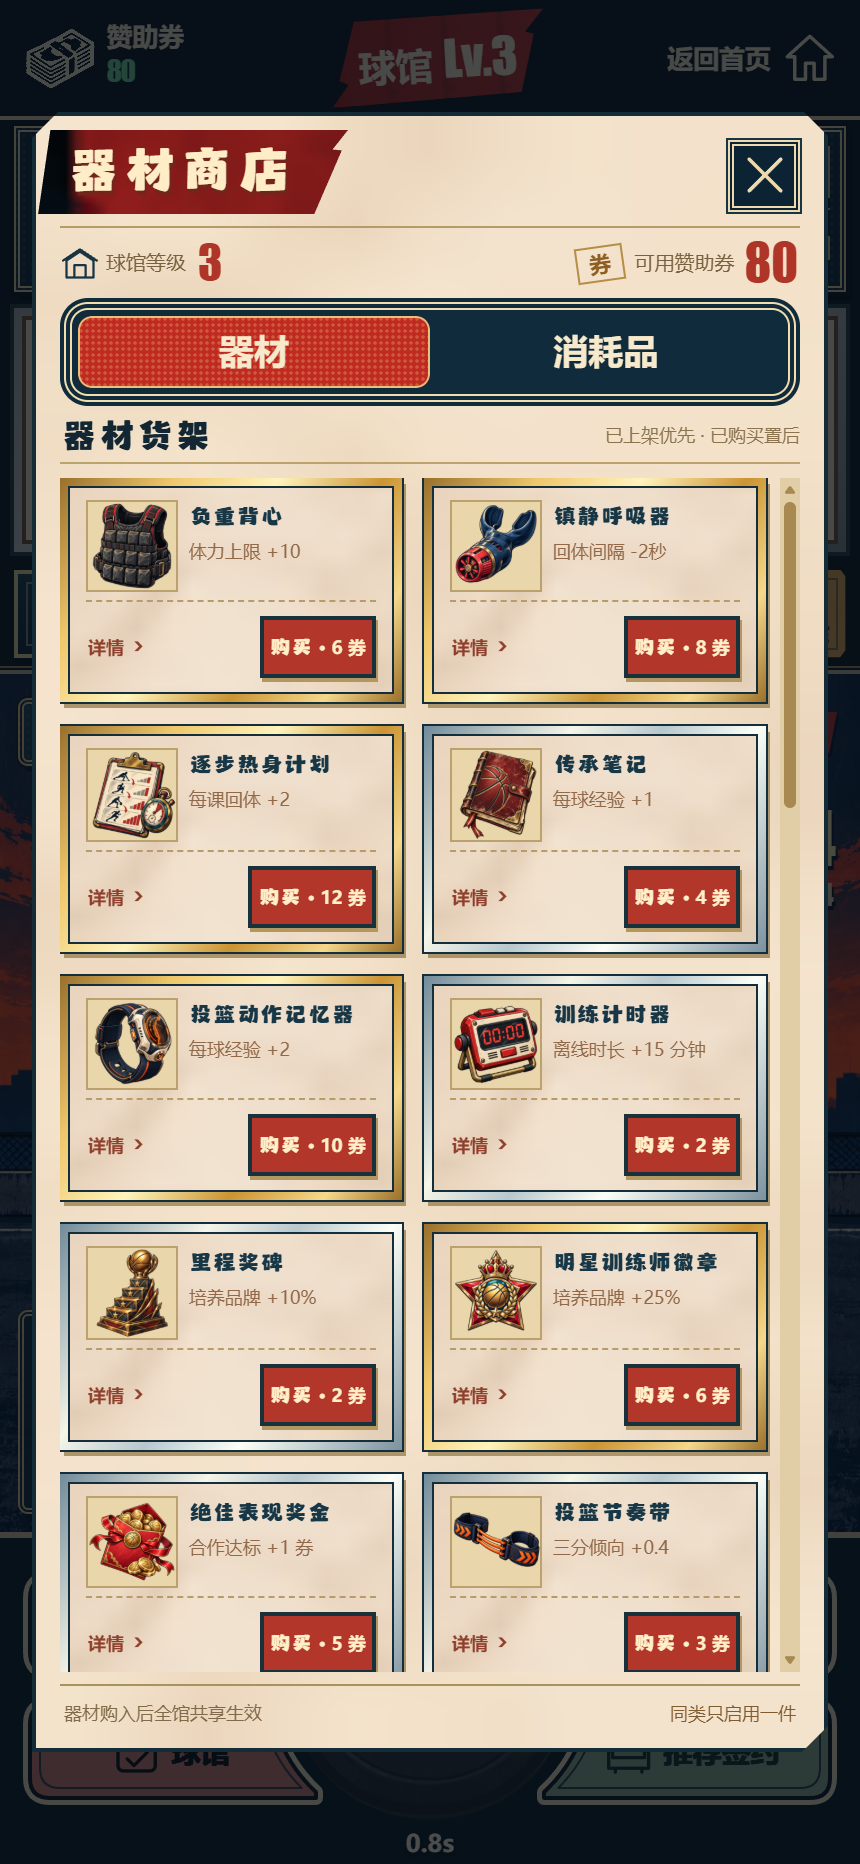 赞助券
80
球馆 Lv.3
返回首页
器材商店
球馆等级 3
券 可用赞助券 80
器材
消耗品
器材货架
已上架优先 · 已购买置后
负重背心
体力上限 +10
详情 >
购买 · 6 券
镇静呼吸器
回体间隔 -2秒
详情 >
购买 · 8 券
逐步热身计划
每课回体 +2
详情 >
购买 · 12 券
传承笔记
每球经验 +1
详情 >
购买 · 4 券
投篮动作记忆器
每球经验 +2
详情 >
购买 · 10 券
训练计时器
00:00
离线时长 +15 分钟
详情 >
购买 · 2 券
里程奖碑
培养品牌 +10%
详情 >
购买 · 2 券
明星训练师徽章
培养品牌 +25%
详情 >
购买 · 6 券
绝佳表现奖金
合作达标 +1 券
详情 >
购买 · 5 券
投篮节奏带
三分倾向 +0.4
详情 >
购买 · 3 券
器材购入后全馆共享生效
同类只启用一件
球馆
推荐签约
0.8s